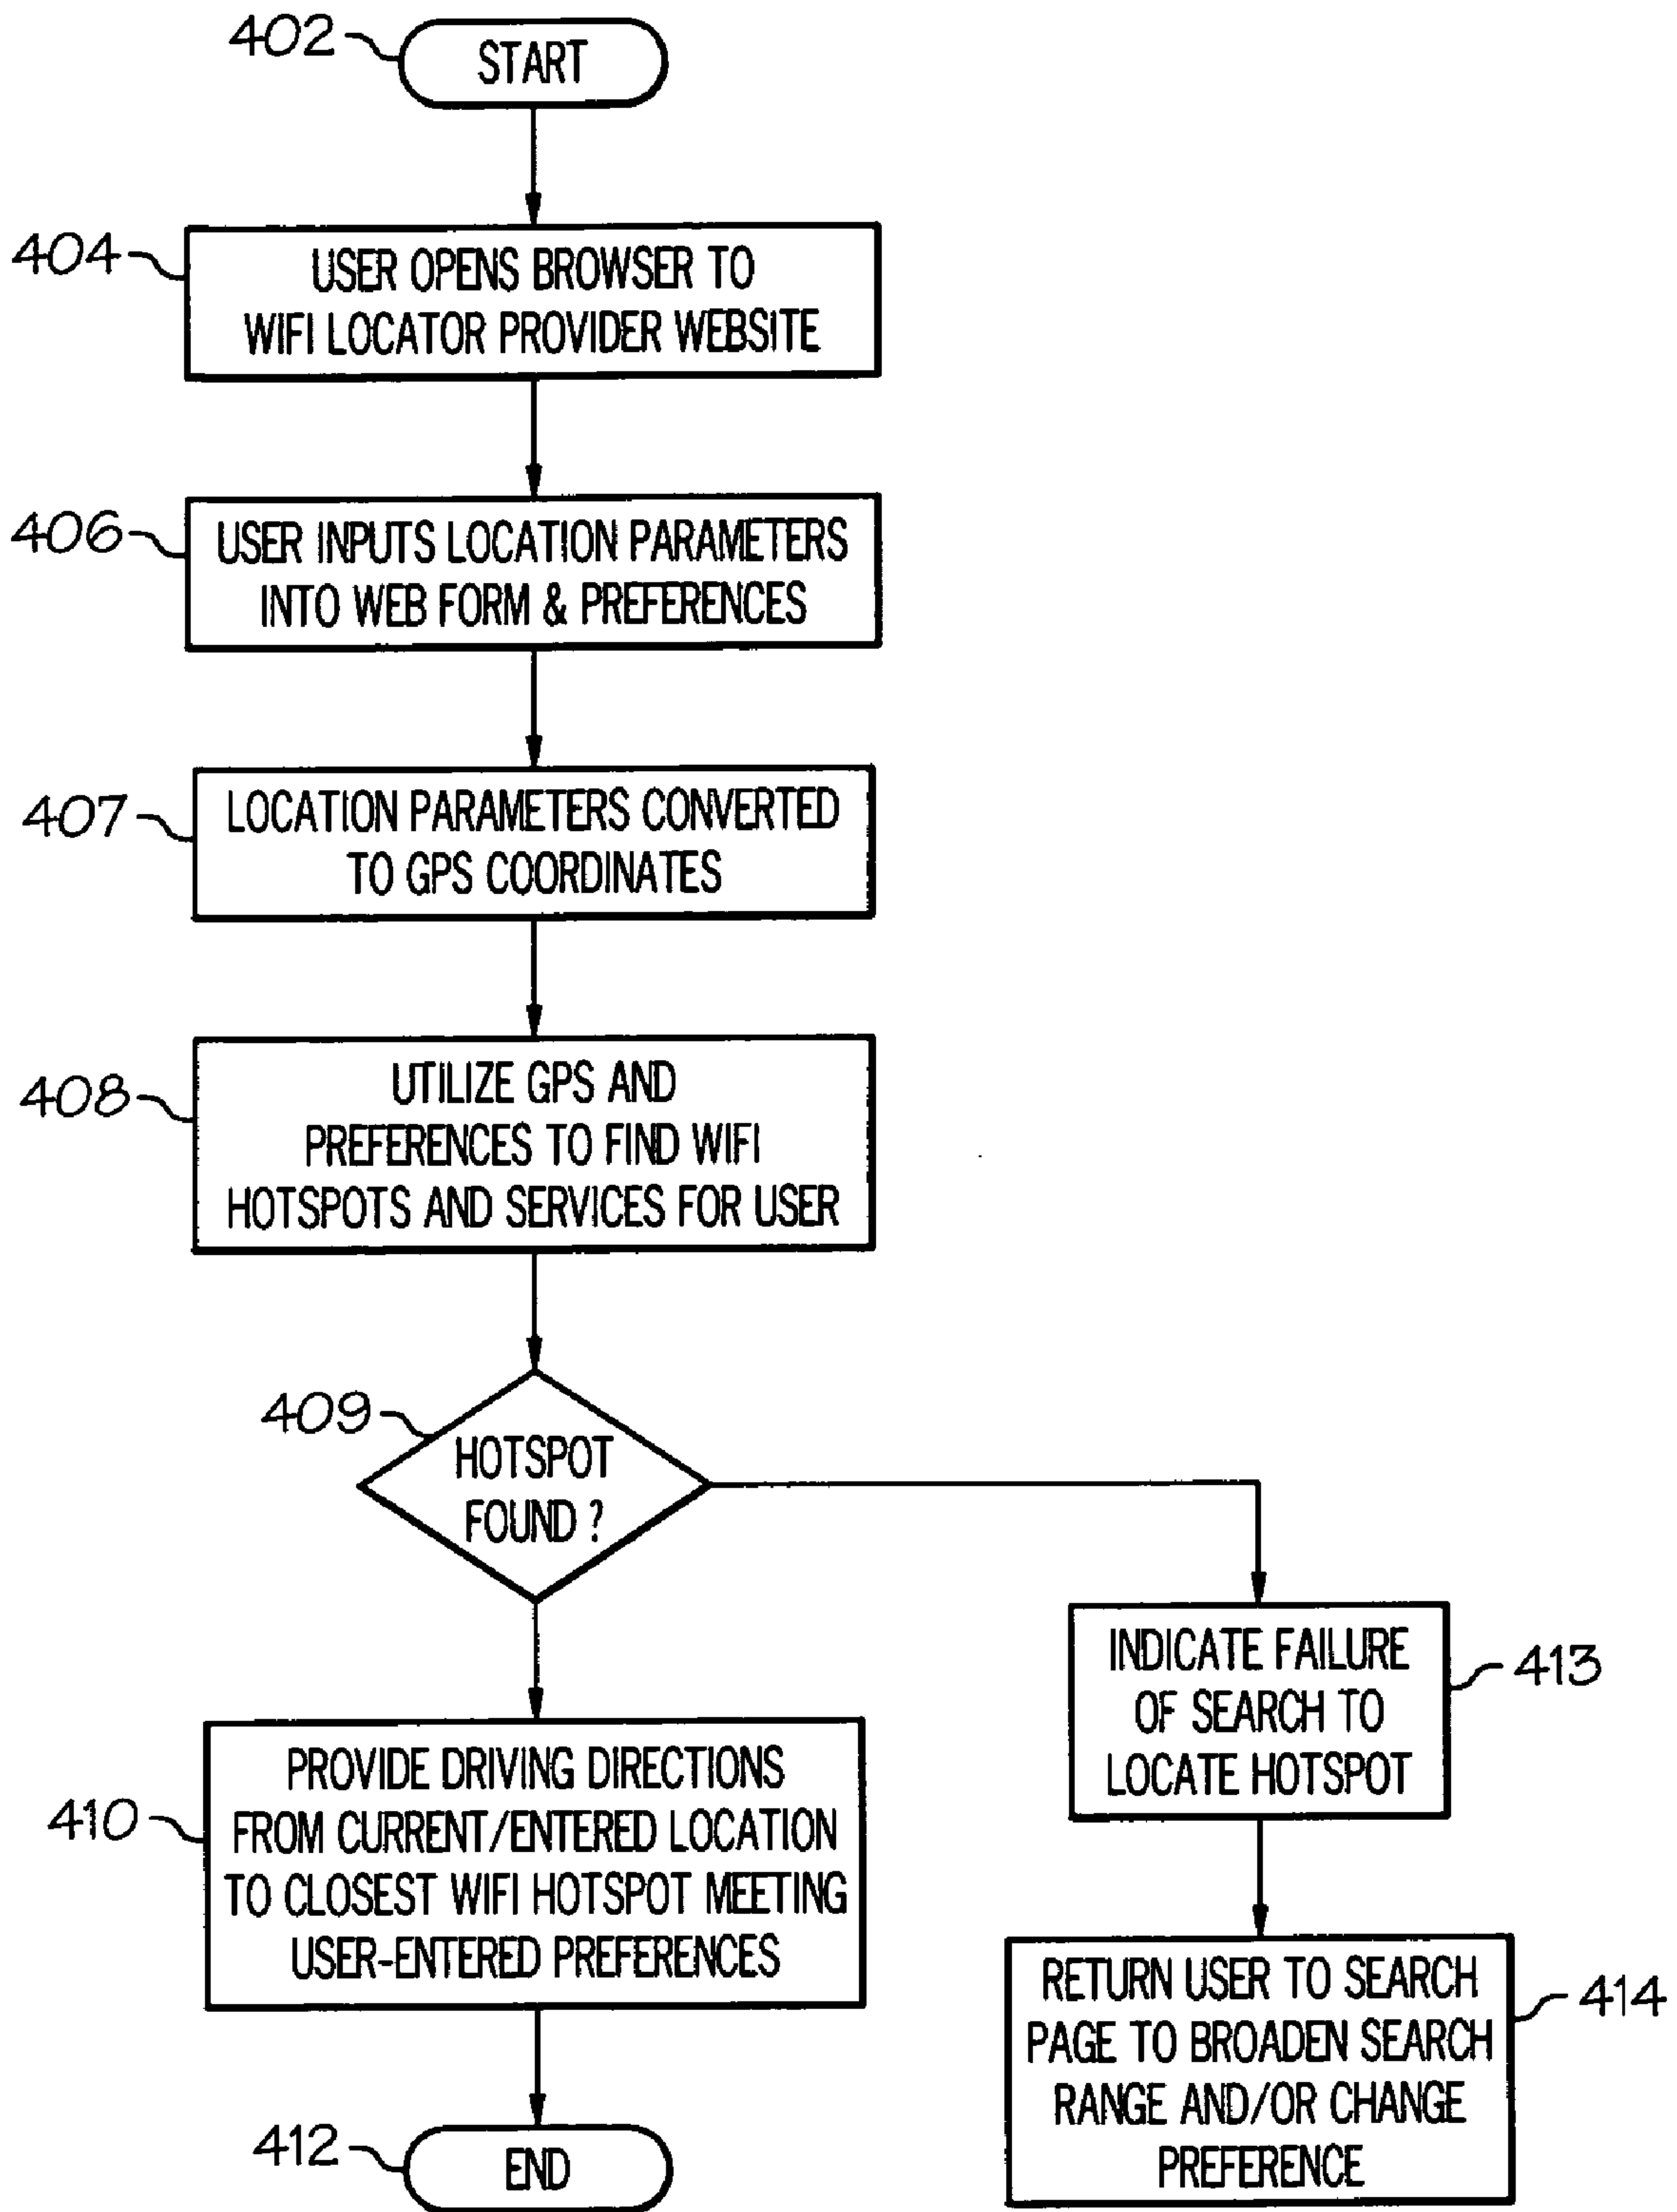 402
START
404
USER OPENS BROWSER TO
WIFI LOCATOR PROVIDER WEBSITE
406
USER INPUTS LOCATION PARAMETERS
INTO WEB FORM & PREFERENCES
407
LOCATION PARAMETERS CONVERTED
TO GPS COORDINATES
408
UTILIZE GPS AND
PREFERENCES TO FIND WIFI
HOTSPOTS AND SERVICES FOR USER
409
HOTSPOT
FOUND ?
410
PROVIDE DRIVING DIRECTIONS
FROM CURRENT/ENTERED LOCATION
TO CLOSEST WIFI HOTSPOT MEETING
USER-ENTERED PREFERENCES
412
END
INDICATE FAILURE
OF SEARCH TO
LOCATE HOTSPOT
413
RETURN USER TO SEARCH
PAGE TO BROADEN SEARCH
RANGE AND/OR CHANGE
PREFERENCE
414